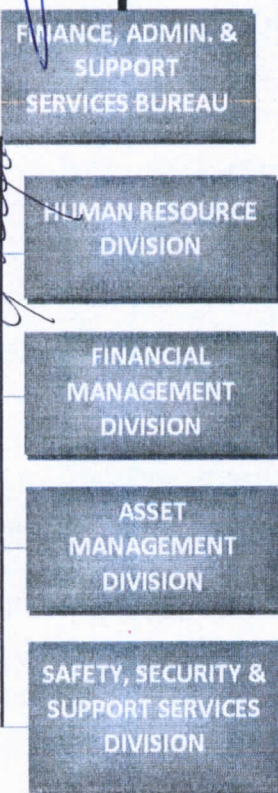 FINANCE, ADMIN. &
SUPPORT
SERVICES BUREAU
HUMAN RESOURCE
DIVISION
FINANCIAL
MANAGEMENT
DIVISION
ASSET
MANAGEMENT
DIVISION
SAFETY, SECURITY &
SUPPORT SERVICES
DIVISION